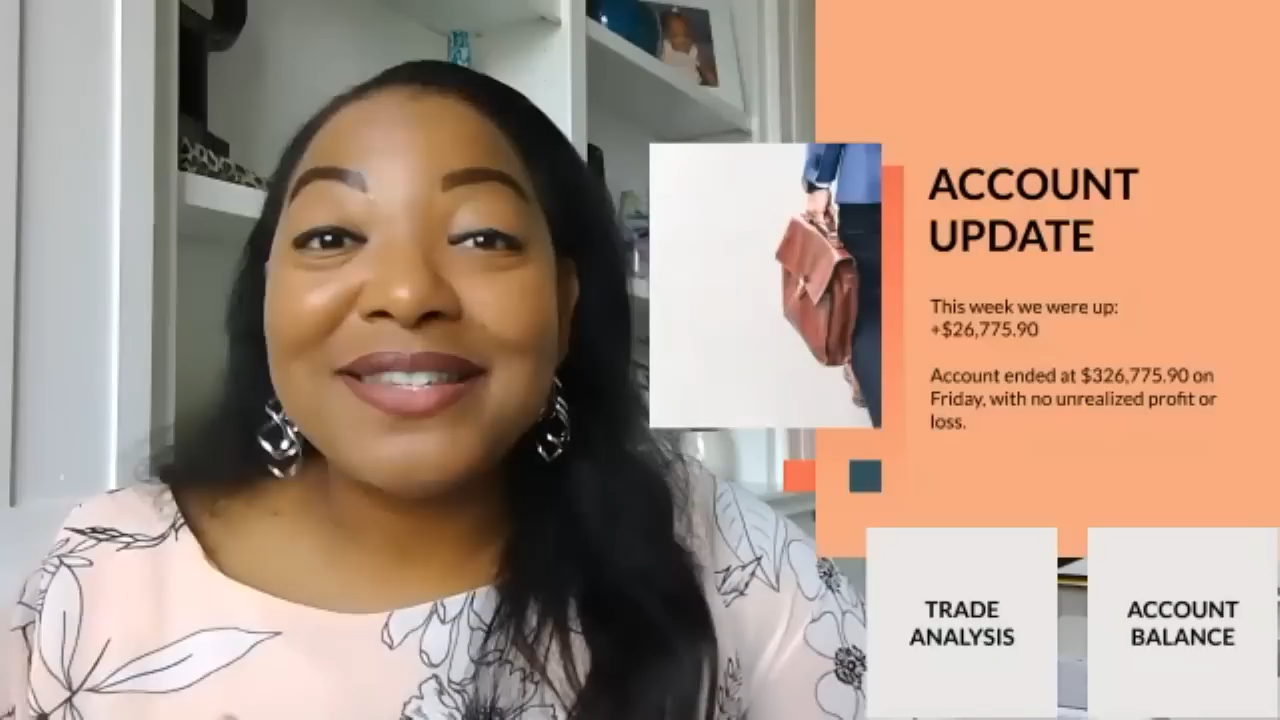 ACCOUNT
UPDATE
This week we were up:
+$26,775.90
Account ended at $326,775.90 on
Friday, with no unrealized profit or
loss.
TRADE
ANALYSIS
ACCOUNT
BALANCE